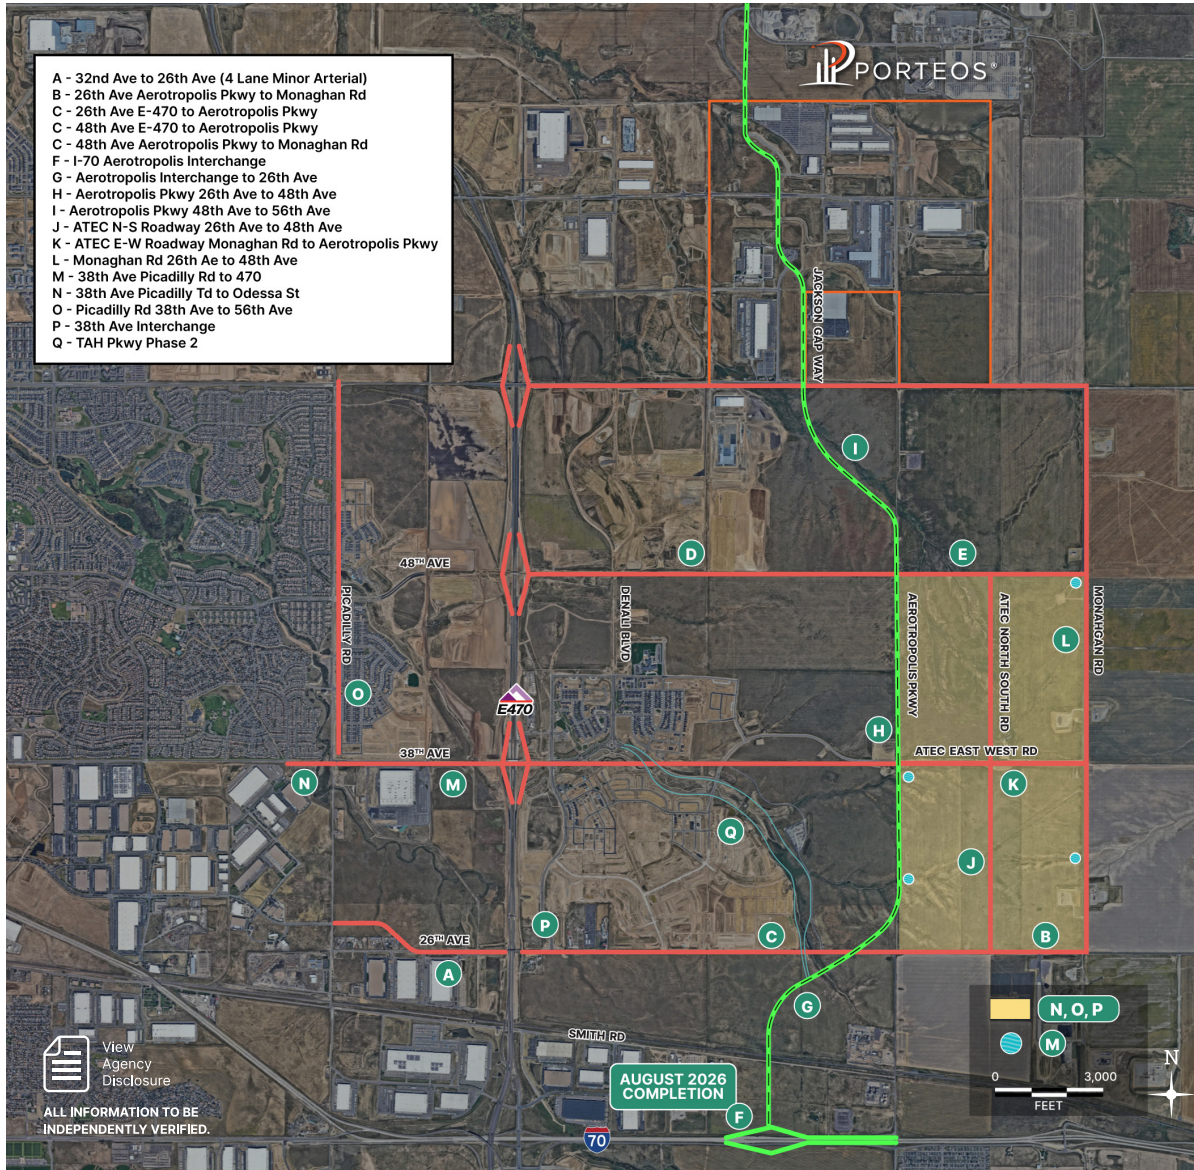 PORTEOS®
A - 32nd Ave to 26th Ave (4 Lane Minor Arterial)
B - 26th Ave Aerotropolis Pkwy to Monaghan Rd
C - 26th Ave E-470 to Aerotropolis Pkwy
C - 48th Ave E-470 to Aerotropolis Pkwy
C - 48th Ave Aerotropolis Pkwy to Monaghan Rd
F - I-70 Aerotropolis Interchange
G - Aerotropolis Interchange to 26th Ave
H - Aerotropolis Pkwy 26th Ave to 48th Ave
I - Aerotropolis Pkwy 48th Ave to 56th Ave
J - ATEC N-S Roadway 26th Ave to 48th Ave
K - ATEC E-W Roadway Monaghan Rd to Aerotropolis Pkwy
L - Monaghan Rd 26th Ae to 48th Ave
M - 38th Ave Picadilly Rd to 470
N - 38th Ave Picadilly Td to Odessa St
O - Picadilly Rd 38th Ave to 56th Ave
P - 38th Ave Interchange
Q - TAH Pkwy Phase 2
JACKSON GAP WAY
I
D
E
48TH AVE
PICADILLY RD
DENALI BLVD
AEROTROPOLIS PKWY
ATEC NORTH SOUTH RD
MONAHGAN RD
L
O
E470
H
38TH AVE
ATEC EAST WEST RD
N
M
K
Q
J
P
C
B
26TH AVE
A
G
N, O, P
M
SMITH RD
View
Agency
Disclosure
ALL INFORMATION TO BE
INDEPENDENTLY VERIFIED.
AUGUST 2026
COMPLETION
F
70
0 3,000
FEET
N